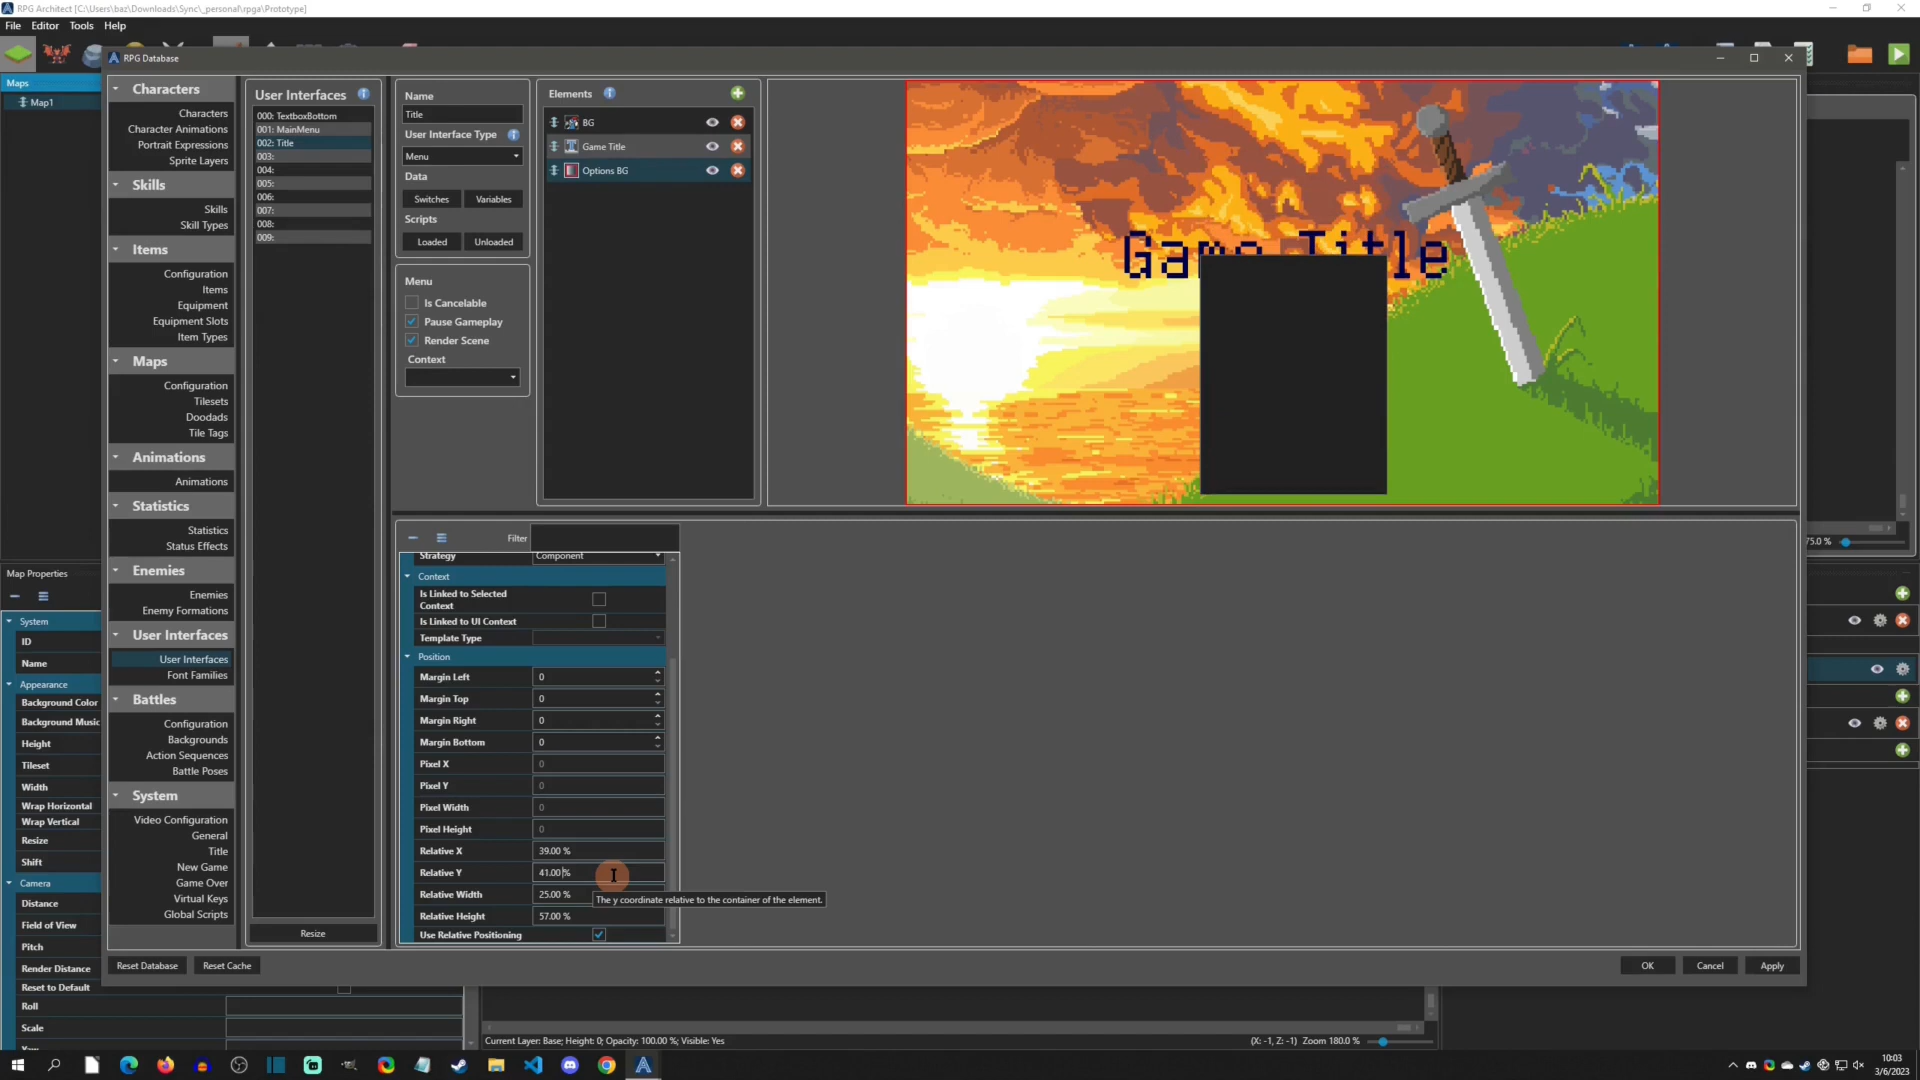 RPG Architect [C:\Users\baz\Downloads\Sync\_personal\rpga\Prototype]
File Editor Tools Help
RPG Database
Maps
Map1
Characters
Characters
Character Animations
Portrait Expressions
Sprite Layers
Skills
Skills
Skill Types
Items
Configuration
Items
Equipment
Equipment Slots
Item Types
Maps
Configuration
Tilesets
Doodads
Tile Tags
Animations
Animations
Statistics
Statistics
Status Effects
Enemies
Enemies
Enemy Formations
User Interfaces
User Interfaces
Font Families
Battles
Configuration
Backgrounds
Action Sequences
Battle Poses
System
Video Configuration
General
Title
New Game
Game Over
Virtual Keys
Global Scripts
User Interfaces
000: TextboxBottom
001: MainMenu
002: Title
003:
004:
005:
006:
007:
008:
009:
Resize
Name
Title
User Interface Type
Menu
Data
Switches Variables
Scripts
Loaded Unloaded
Menu
Is Cancelable
Pause Gameplay
Render Scene
Context
Elements
BG
Game Title
Options BG
Game Title
Filter
Strategy Component
Context
Is Linked to Selected
Context
Is Linked to UI Context
Template Type
Position
Margin Left 0
Margin Top 0
Margin Right 0
Margin Bottom 0
Pixel X 0
Pixel Y 0
Pixel Width 0
Pixel Height 0
Relative X 39.00 %
Relative Y 41.00 %
Relative Width 25.00 %
The y coordinate relative to the container of the element.
Relative Height 57.00 %
Use Relative Positioning
Reset Database Reset Cache
OK Cancel Apply
75.0 %
Map Properties
System
ID
Name
Appearance
Background Color
Background Music
Height
Tileset
Width
Wrap Horizontal
Wrap Vertical
Resize
Shift
Camera
Distance
Field of View
Pitch
Render Distance
Reset to Default
Roll
Scale
Current Layer: Base; Height: 0; Opacity: 100.00 %; Visible: Yes
(X: -1, Z: -1) Zoom 180.0 %
10:03
3/6/2023